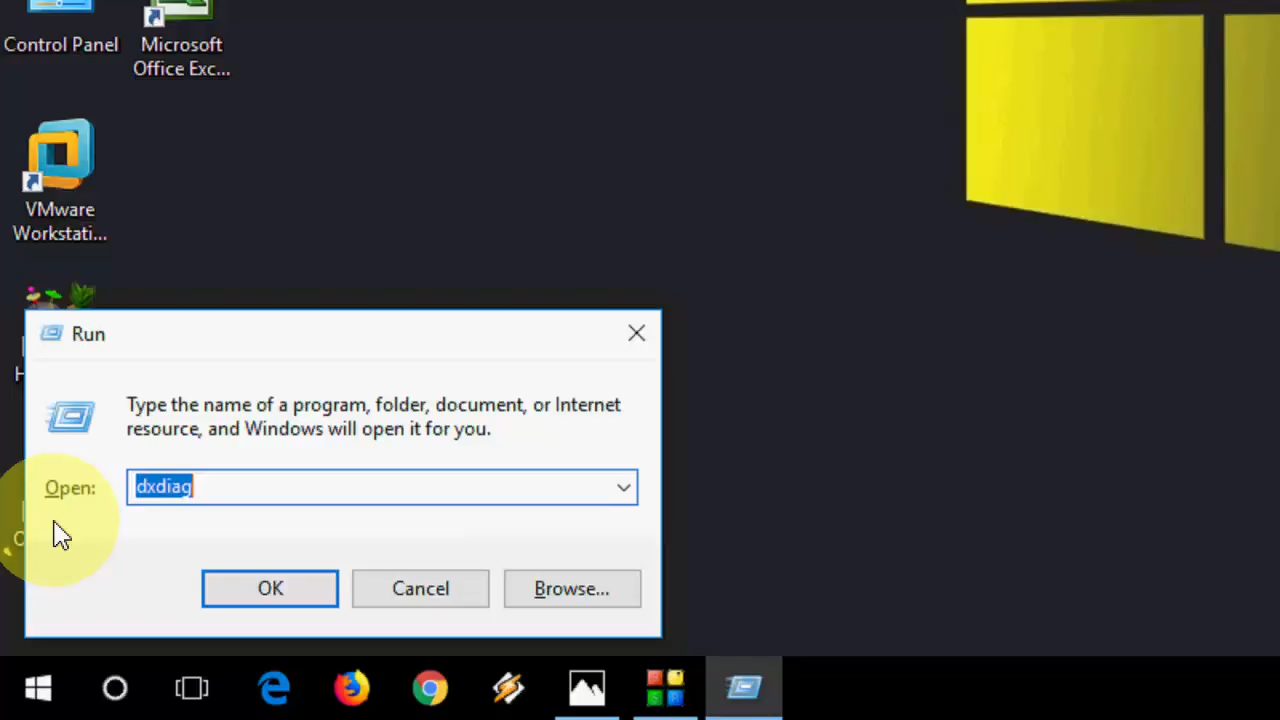 Control Panel
Microsoft
Office Exc...
VMware
Workstati...
Run
Type the name of a program, folder, document, or Internet
resource, and Windows will open it for you.
Open:
dxdiag
OK
Cancel
Browse...